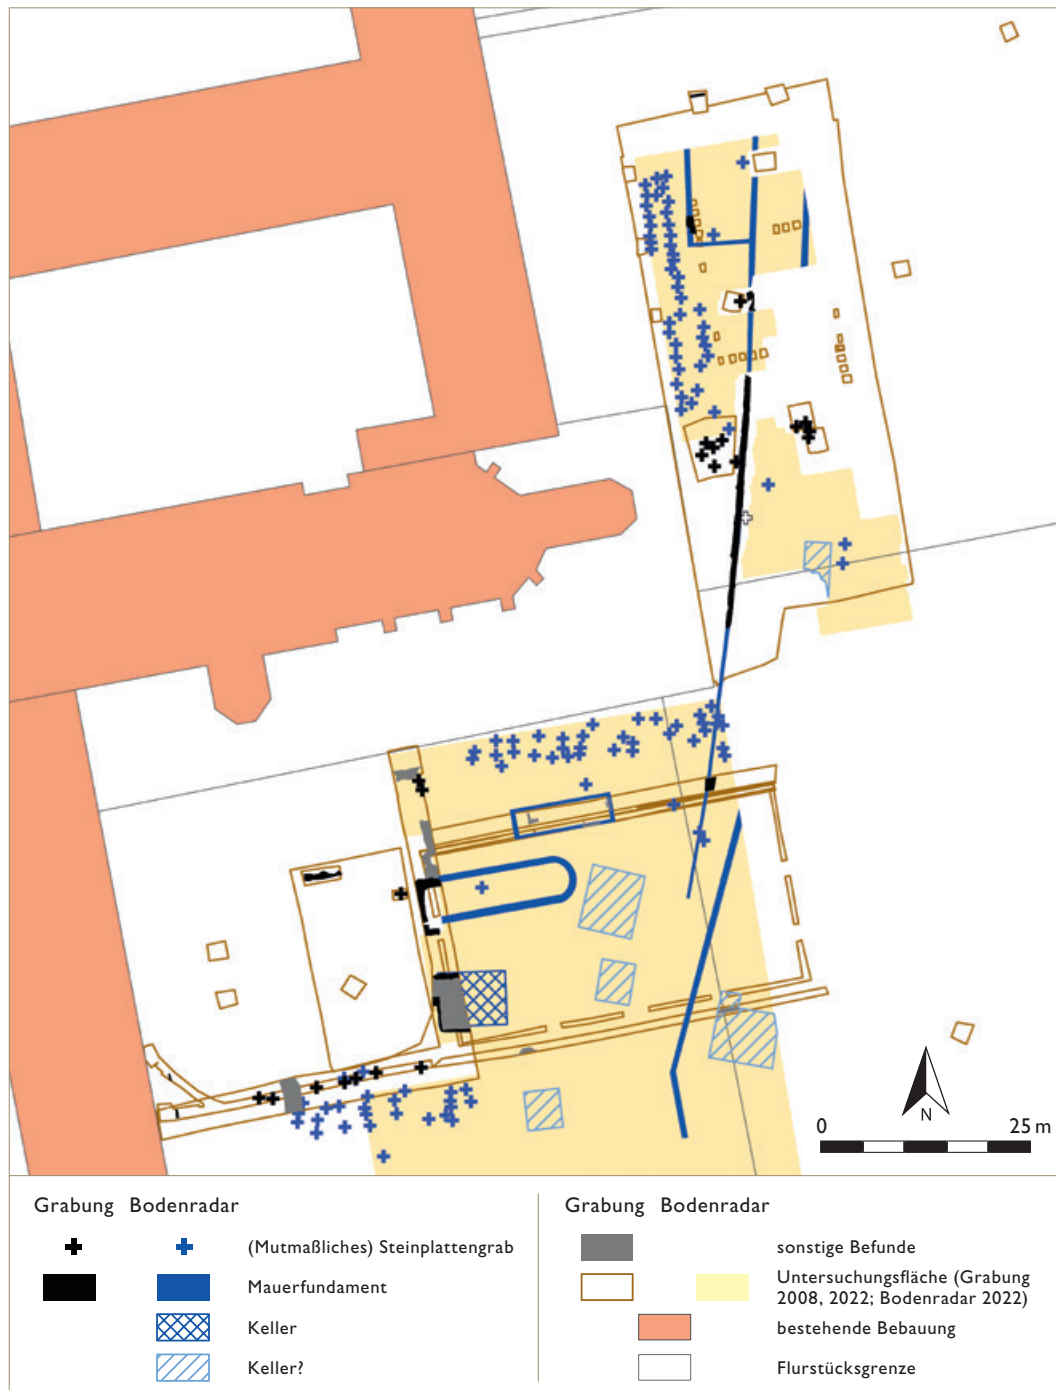 N
0 25 m
Grabung Bodenradar
(Mutmaßliches) Steinplattengrab
Mauerfundament
Keller
Keller?
Grabung Bodenradar
sonstige Befunde
Untersuchungsfläche (Grabung
2008, 2022; Bodenradar 2022)
bestehende Bebauung
Flurstücksgrenze